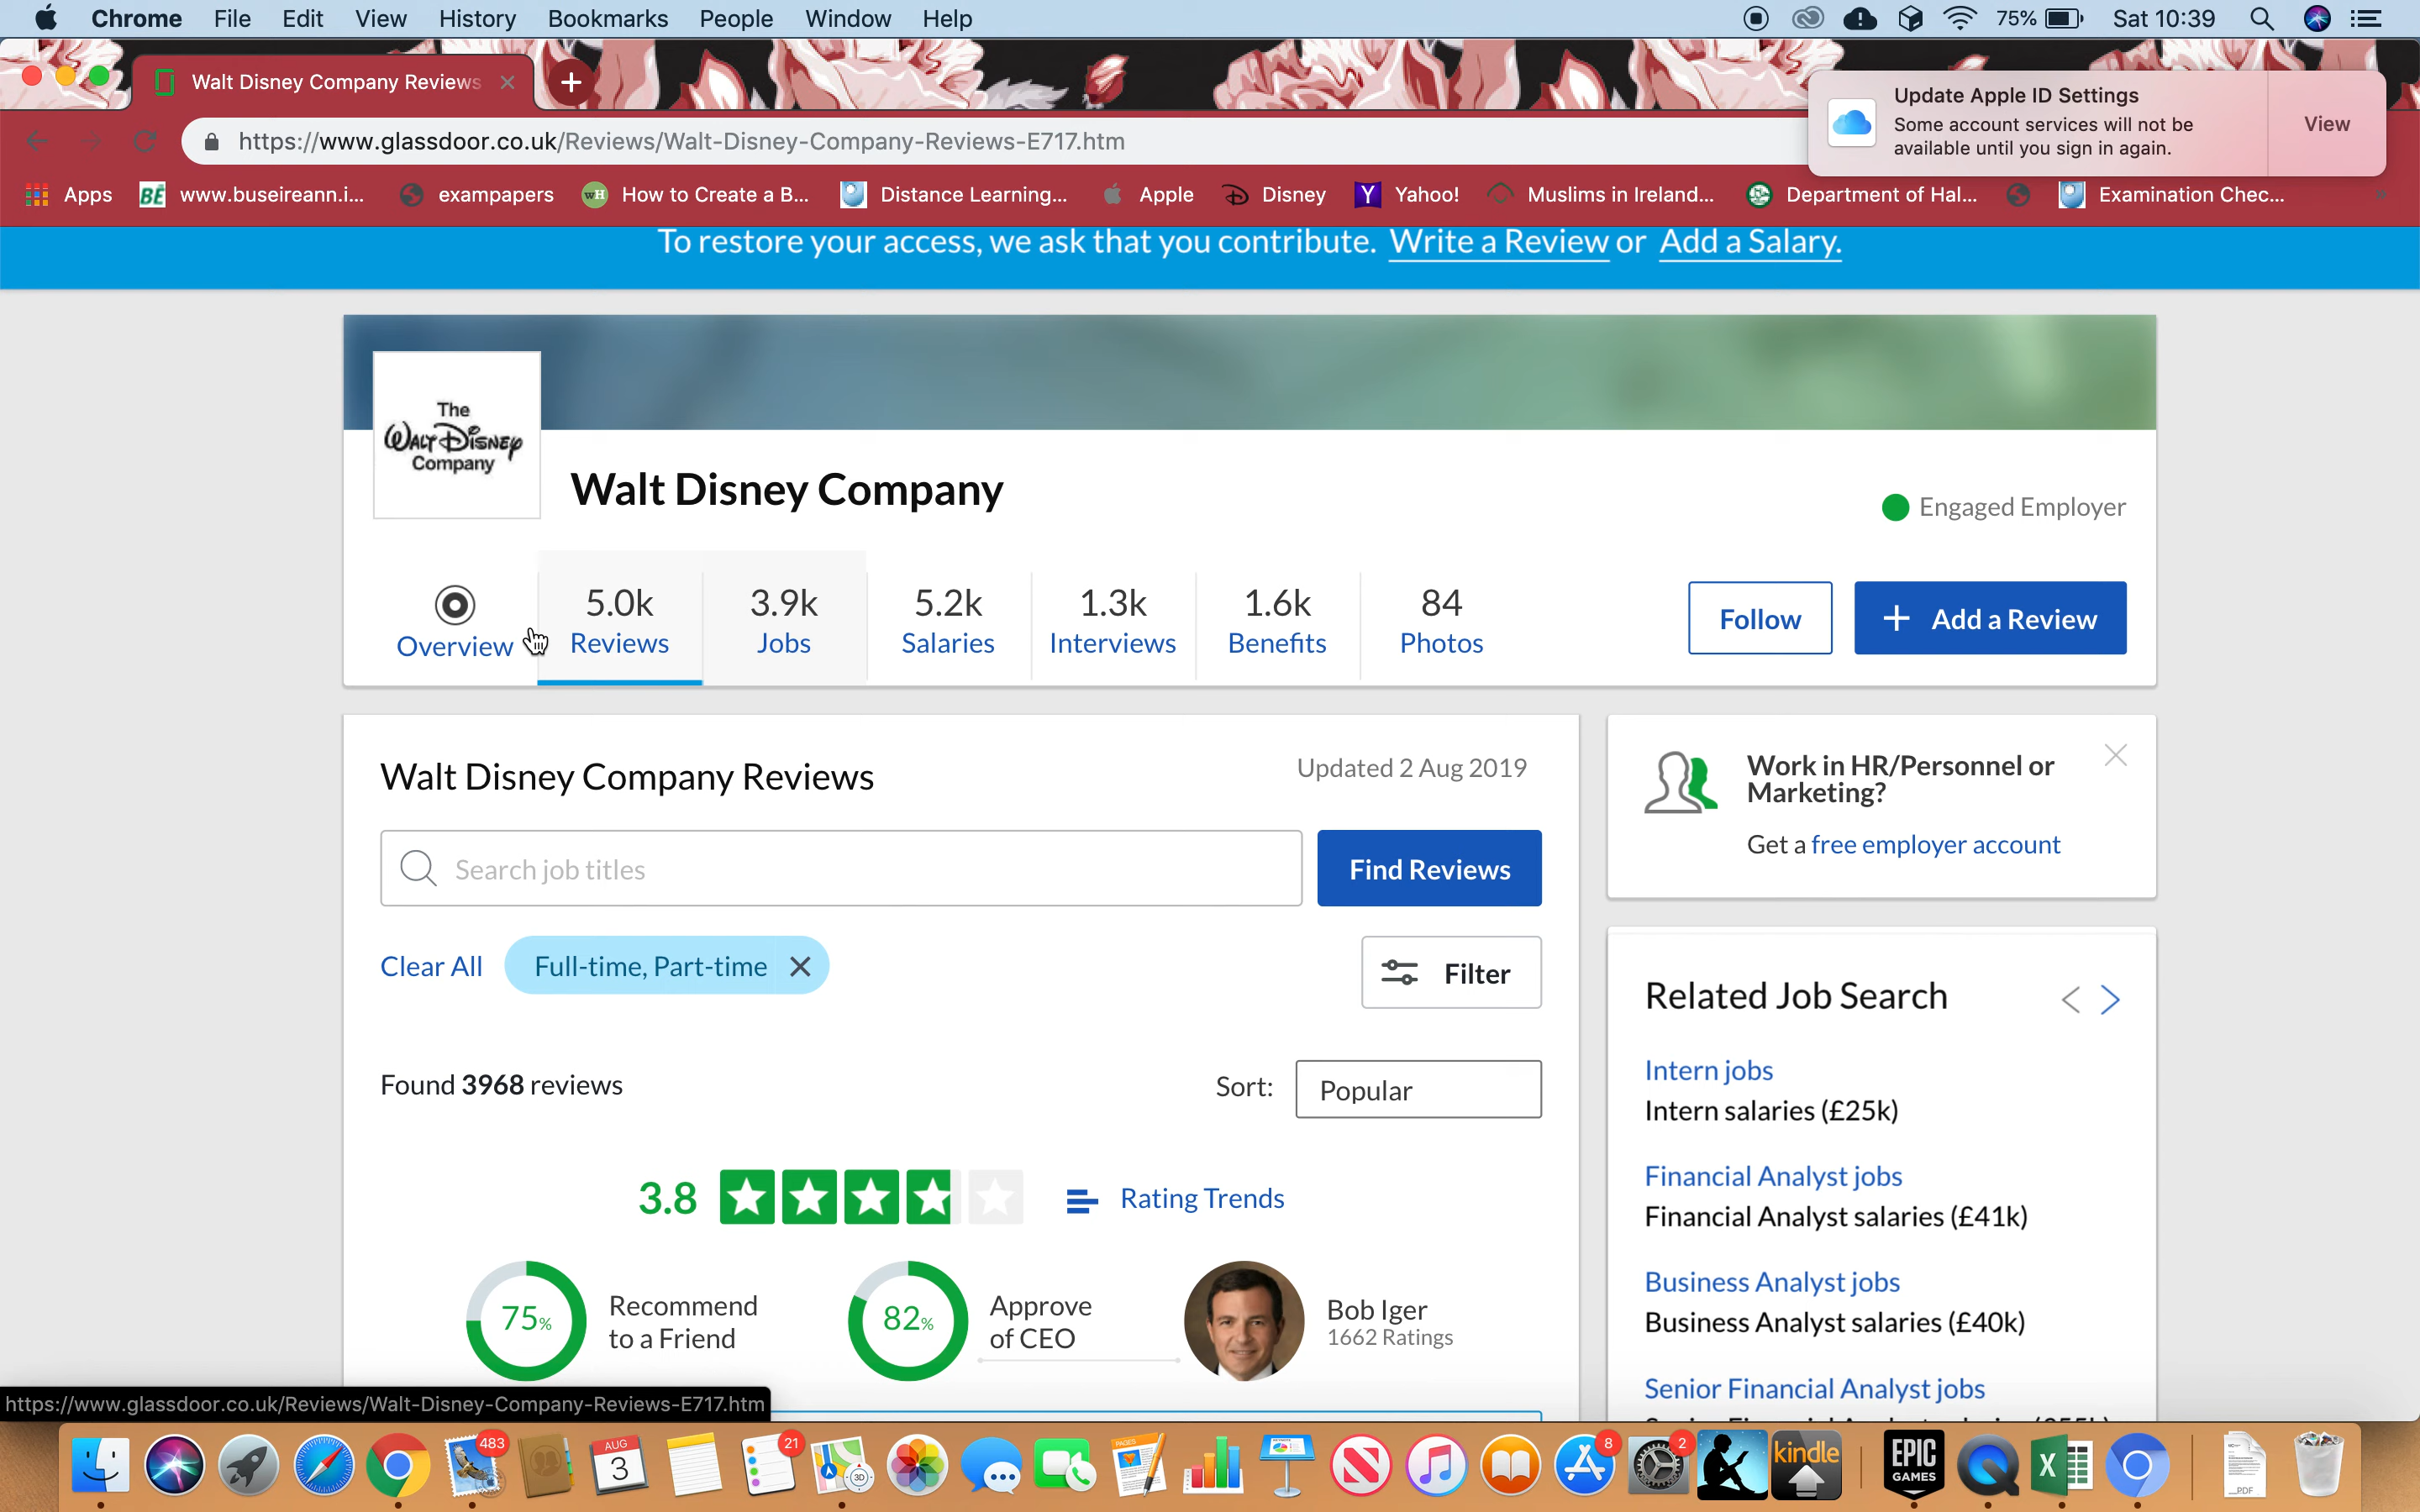 Chrome File Edit View History Bookmarks People Window Help 75% Sat 10:39
Walt Disney Company Reviews
Update Apple ID Settings
Some account services will not be
available until you sign in again.
View
https://www.glassdoor.co.uk/Reviews/Walt-Disney-Company-Reviews-E717.htm
Apps BÉ www.buseireann.i... exampapers wH How to Create a B... Distance Learning... Apple Disney Y Yahoo! Muslims in Ireland... Department of Hal... Examination Chec...
To restore your access, we ask that you contribute. Write a Review or Add a Salary.
The
Walt Disney
Company
Walt Disney Company
Engaged Employer
Overview
5.0k
Reviews
3.9k
Jobs
5.2k
Salaries
1.3k
Interviews
1.6k
Benefits
84
Photos
Follow
+ Add a Review
Walt Disney Company Reviews
Updated 2 Aug 2019
Search job titles
Find Reviews
Clear All
Full-time, Part-time
Filter
Found 3968 reviews
Sort: Popular
3.8
Rating Trends
75%
Recommend
to a Friend
82%
Approve
of CEO
Bob Iger
1662 Ratings
Work in HR/Personnel or
Marketing?
Get a free employer account
Related Job Search
Intern jobs
Intern salaries (£25k)
Financial Analyst jobs
Financial Analyst salaries (£41k)
Business Analyst jobs
Business Analyst salaries (£40k)
Senior Financial Analyst jobs
https://www.glassdoor.co.uk/Reviews/Walt-Disney-Company-Reviews-E717.htm
483
AUG
3
21
3D
PAGES
8
2
kindle
EPIC
GAMES
X
PDF